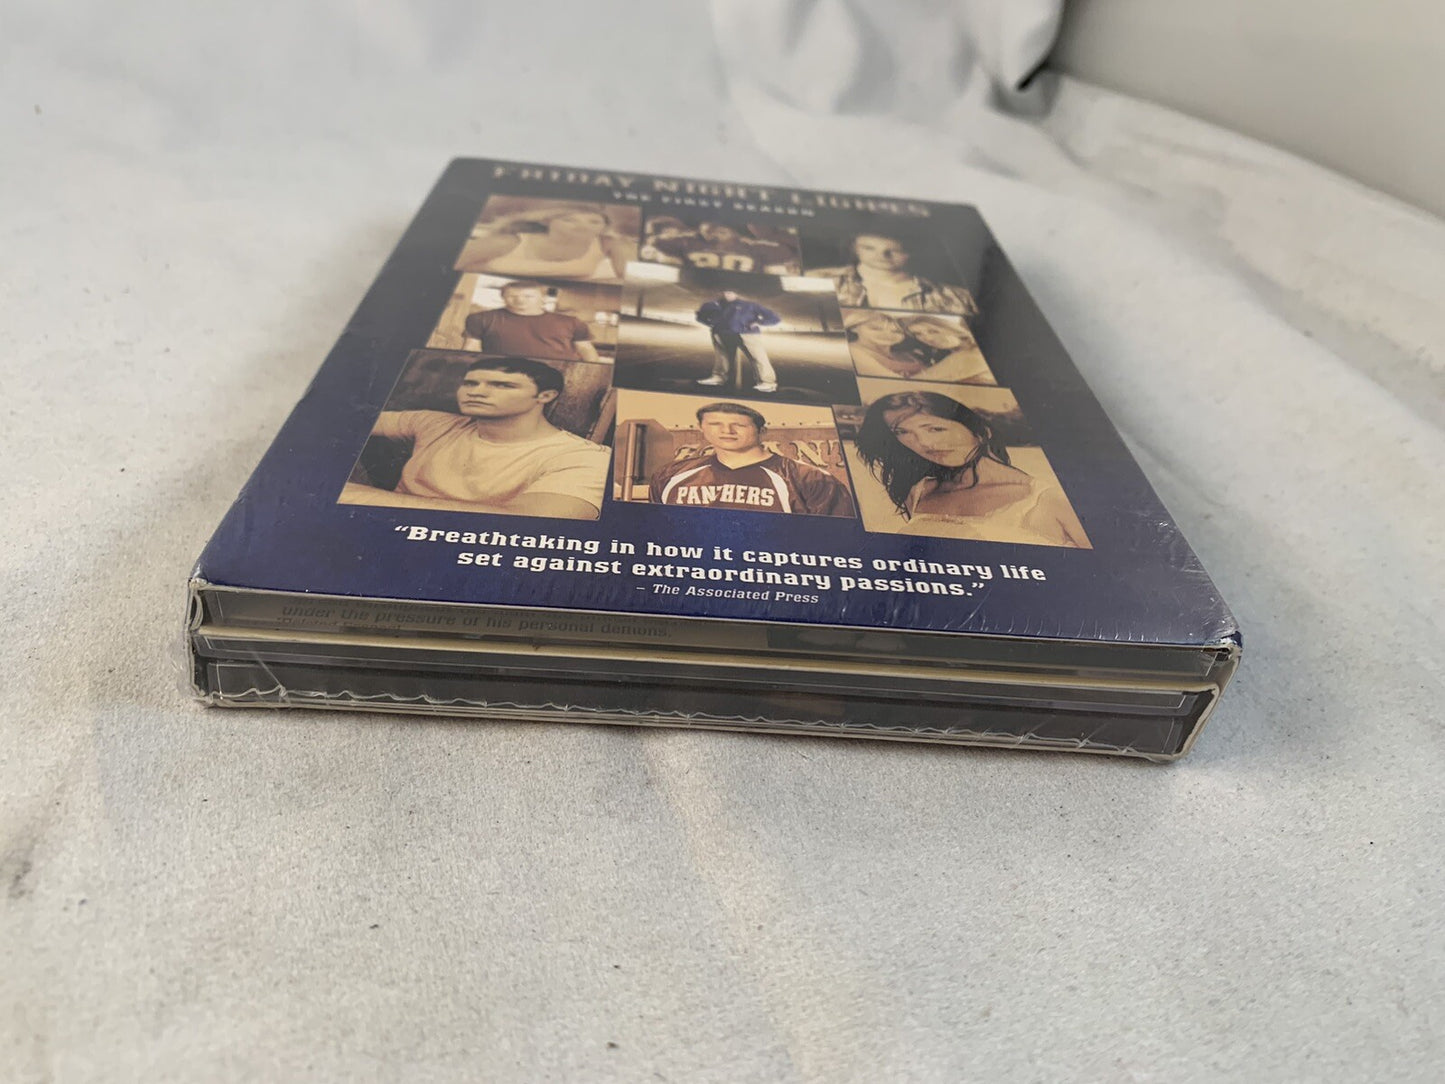 FRIDAY NIGHT LIGHTS
THE FIRST SEASON
90
PANTHERS
“Breathtaking in how it captures ordinary life
set against extraordinary passions.”
– The Associated Press
under the pressure of his personal demons.